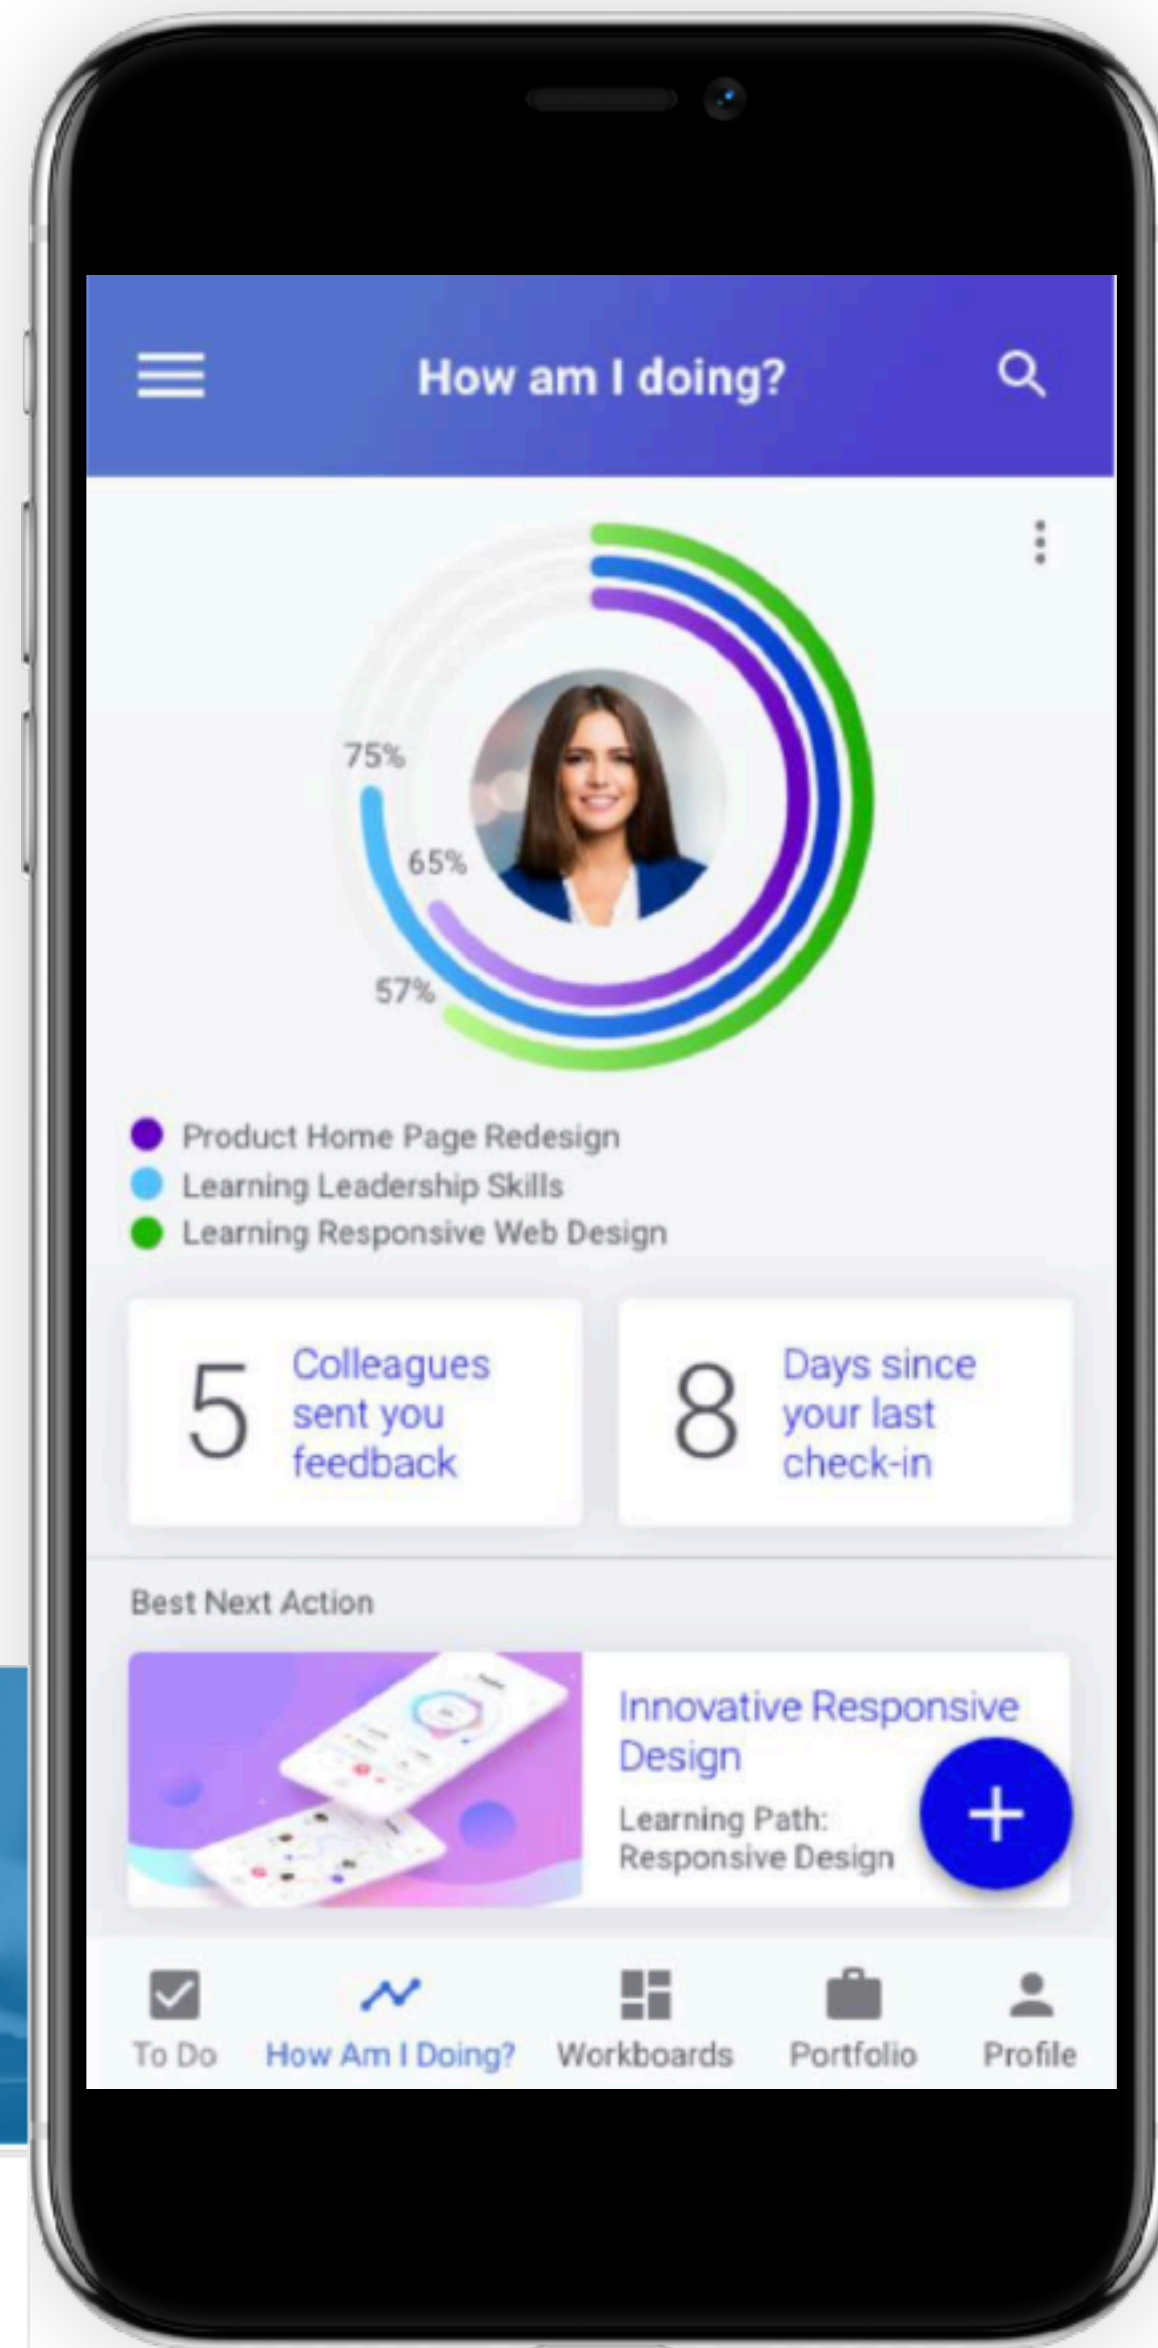 How am I doing?
75%
65%
57%
Product Home Page Redesign
Learning Leadership Skills
Learning Responsive Web Design
5
Colleagues
sent you
feedback
8
Days since
your last
check-in
Best Next Action
Innovative Responsive
Design
Learning Path:
Responsive Design
To Do
How Am I Doing?
Workboards
Portfolio
Profile